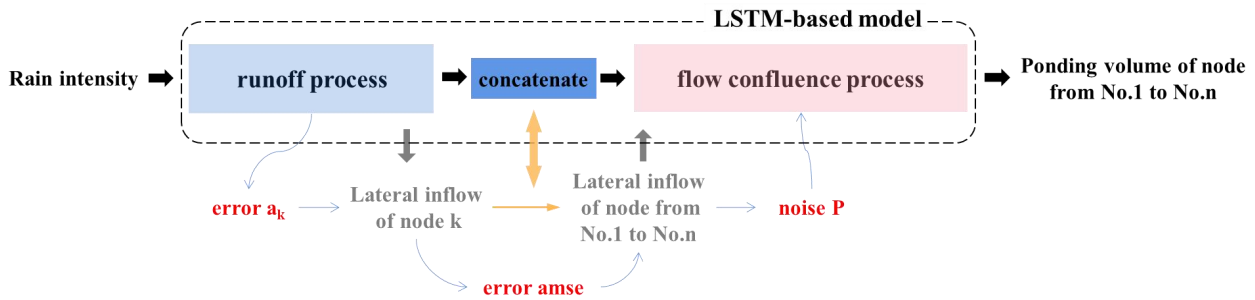 LSTM-based model
Rain intensity
runoff process
concatenate
flow confluence process
Ponding volume of node
from No.1 to No.n
error aₖ
Lateral inflow
of node k
Lateral inflow
of node from
No.1 to No.n
noise P
error amse